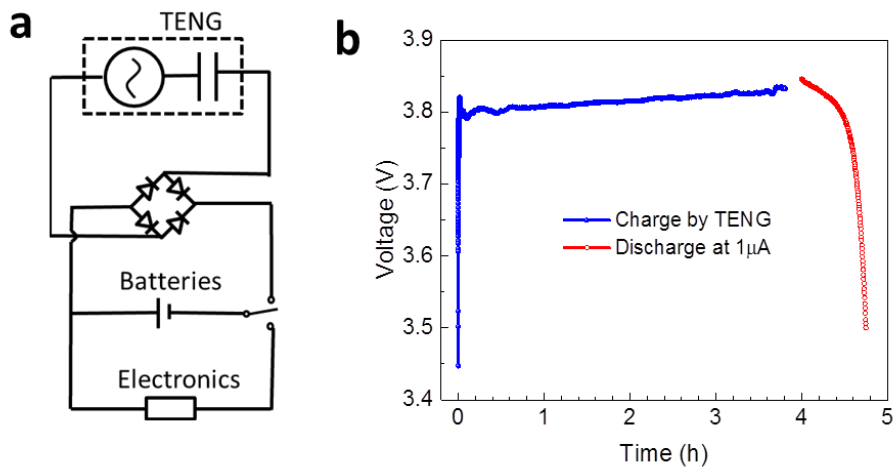 a
TENG
Batteries
Electronics
b
Voltage (V)
3.9
3.8
3.7
3.6
3.5
3.4
Charge by TENG
Discharge at 1μA
0 1 2 3 4 5
Time (h)